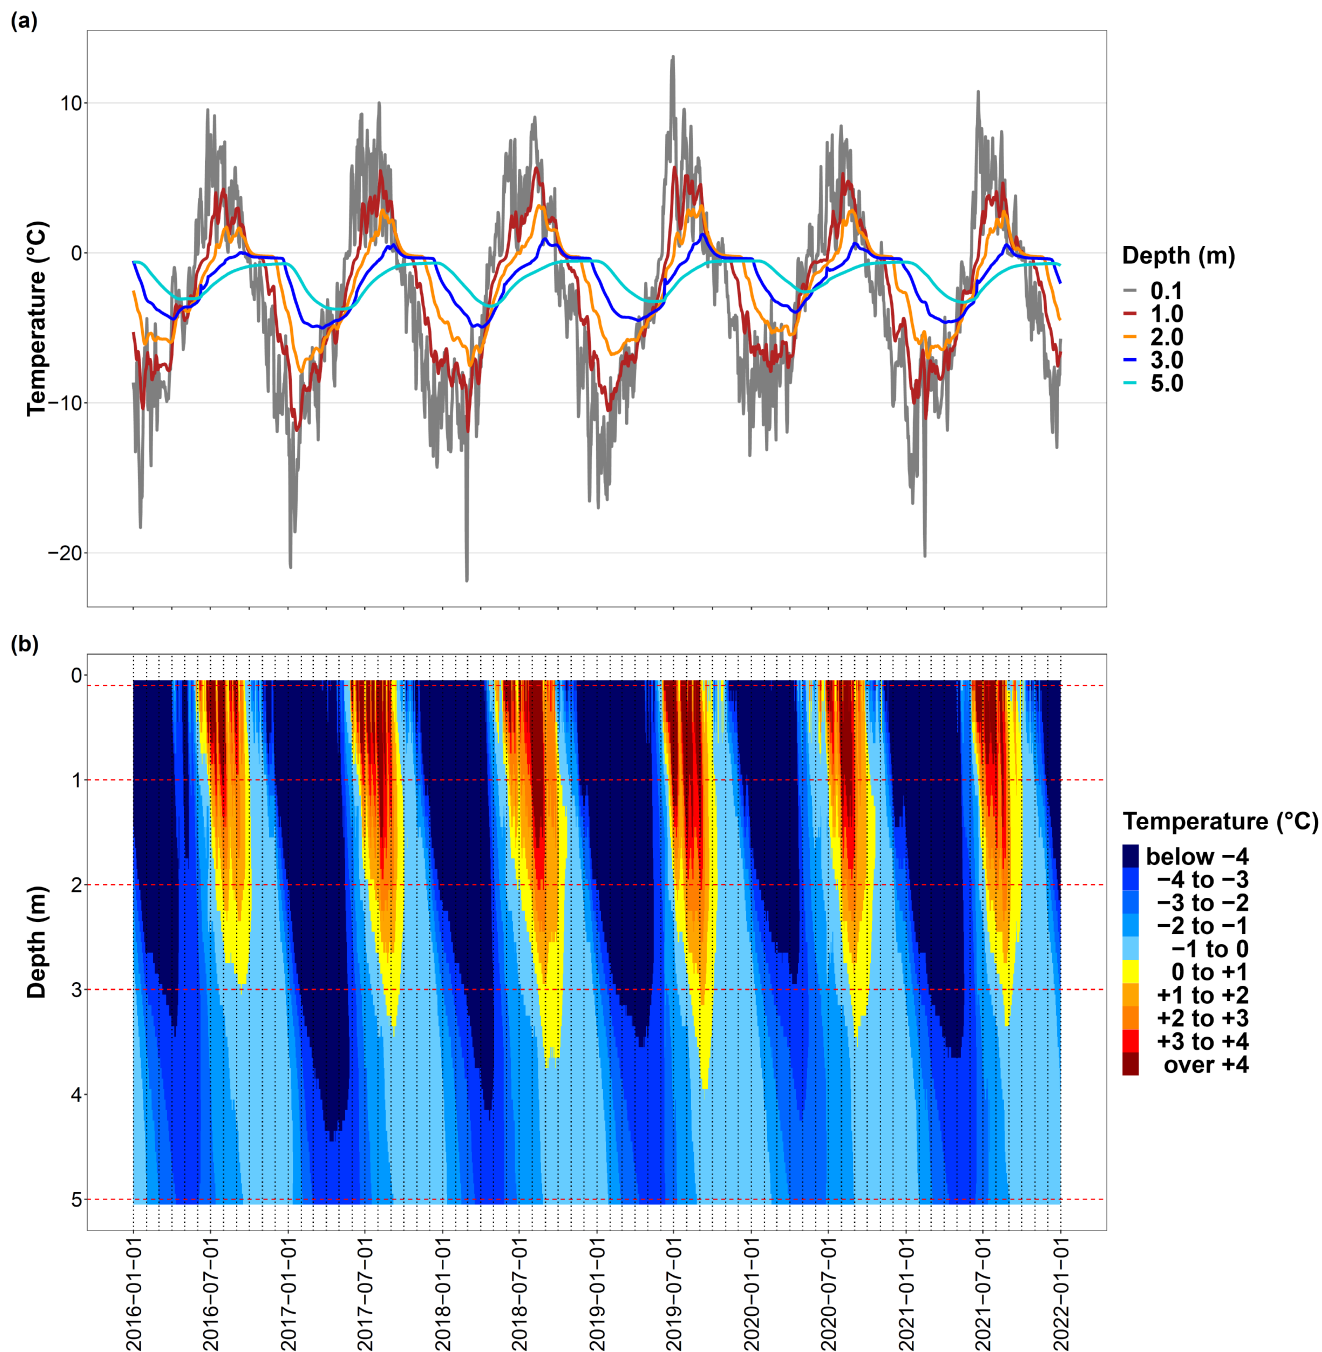 (a)
Temperature (°C)
10
0
−10
−20
Depth (m)
0.1
1.0
2.0
3.0
5.0
(b)
Depth (m)
0
1
2
3
4
5
Temperature (°C)
below −4
−4 to −3
−3 to −2
−2 to −1
−1 to 0
0 to +1
+1 to +2
+2 to +3
+3 to +4
over +4
2016−01−01
2016−07−01
2017−01−01
2017−07−01
2018−01−01
2018−07−01
2019−01−01
2019−07−01
2020−01−01
2020−07−01
2021−01−01
2021−07−01
2022−01−01